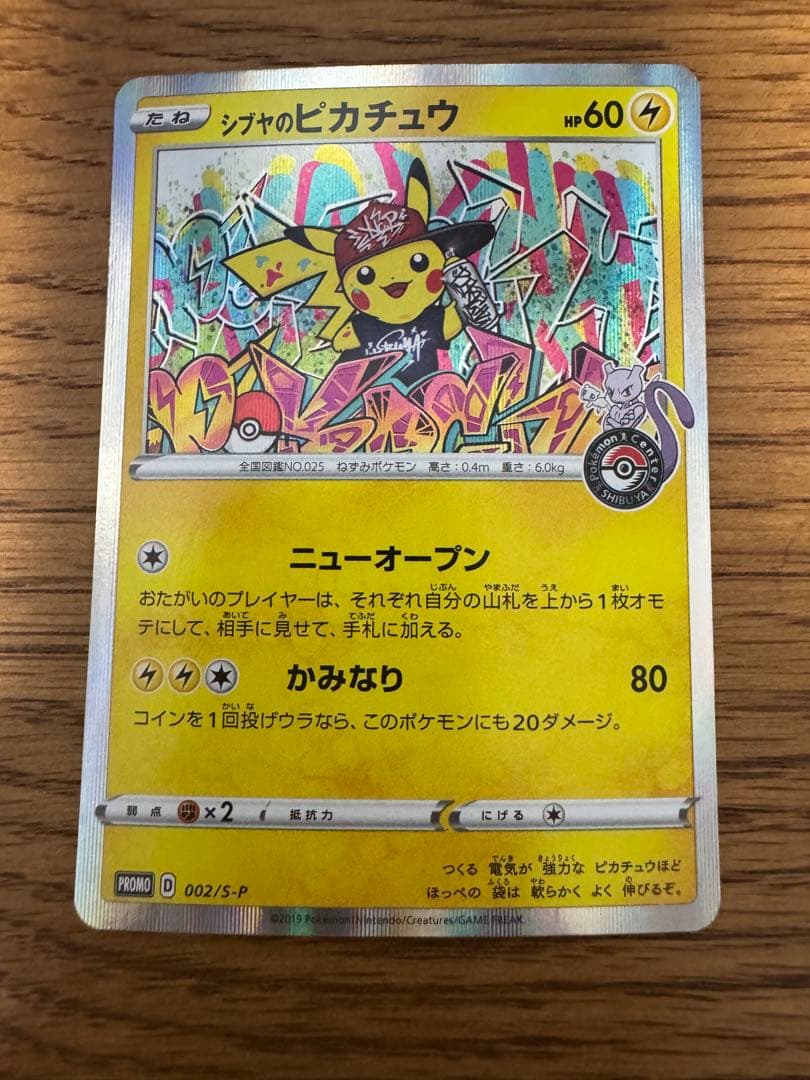 たね シブヤのピカチュウ HP60
Pokémon Center
SHIBUYA
全国図鑑NO.025 ねずみポケモン 高さ:0.4m 重さ:6.0kg
ニューオープン
おたがいのプレイヤーは、それぞれ自分の山札を上から1枚オモ
テにして、相手に見せて、手札に加える。
かみなり 80
コインを1回投げウラなら、このポケモンにも20ダメージ。
弱点 ×2 抵抗力 にげる
つくる 電気が 強力な ピカチュウほど
ほっぺの 袋は 軟らかく よく 伸びるぞ。
PROMO D 002/S-P
©2019 Pokémon/Nintendo/Creatures/GAME FREAK.